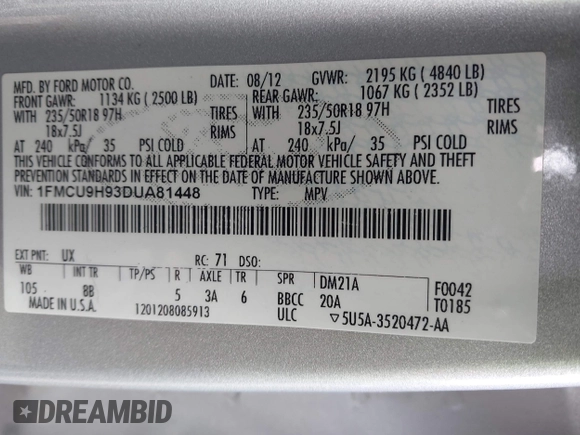 MFD. BY FORD MOTOR CO. DATE: 08/12 GVWR: 2195 KG ( 4840 LB)
FRONT GAWR: 1134 KG ( 2500 LB) REAR GAWR: 1067 KG ( 2352 LB)
WITH 235/50R18 97H TIRES WITH 235/50R18 97H TIRES
18x7.5J RIMS 18x7.5J RIMS
AT 240 kPa/ 35 PSI COLD AT 240 kPa/ 35 PSI COLD
THIS VEHICLE CONFORMS TO ALL APPLICABLE FEDERAL MOTOR VEHICLE SAFETY AND THEFT
PREVENTION STANDARDS IN EFFECT ON THE DATE OF MANUFACTURE SHOWN ABOVE.
VIN: 1FMCU9H93DUA81448 TYPE: MPV
EXT PNT: UX RC: 71 DSO:
WB INT TR TP/PS R AXLE TR SPR DM21A F0042
105 8B 5 3A 6 BBCC 20A T0185
MADE IN U.S.A. 1201208085913 ULC ▽5U5A-3520472-AA
DREAMBID